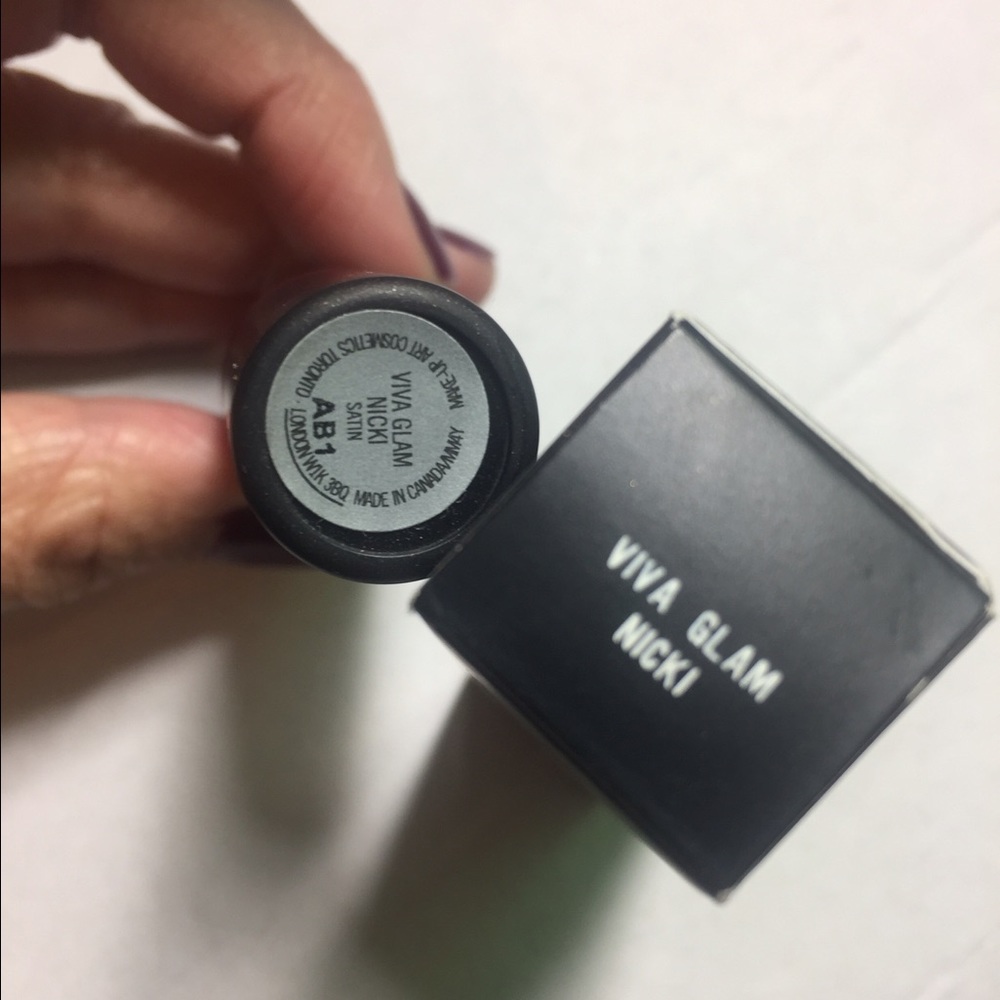 MAKE-UP ART COSMETICS TORONTO · LONDON W1K 3BQ MADE IN CANADA/MMAY
VIVA GLAM
NICKI
SATIN
AB1
VIVA GLAM
NICKI